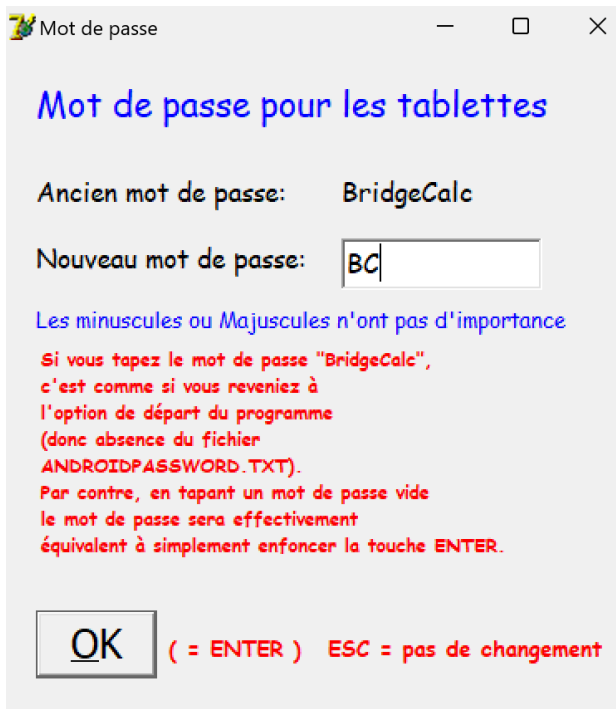 Mot de passe
Mot de passe pour les tablettes
Ancien mot de passe: BridgeCalc
Nouveau mot de passe: BC
Les minuscules ou Majuscules n'ont pas d'importance
Si vous tapez le mot de passe "BridgeCalc",
c'est comme si vous reveniez à
l'option de départ du programme
(donc absence du fichier
ANDROIDPASSWORD.TXT).
Par contre, en tapant un mot de passe vide
le mot de passe sera effectivement
équivalent à simplement enfoncer la touche ENTER.
OK ( = ENTER ) ESC = pas de changement